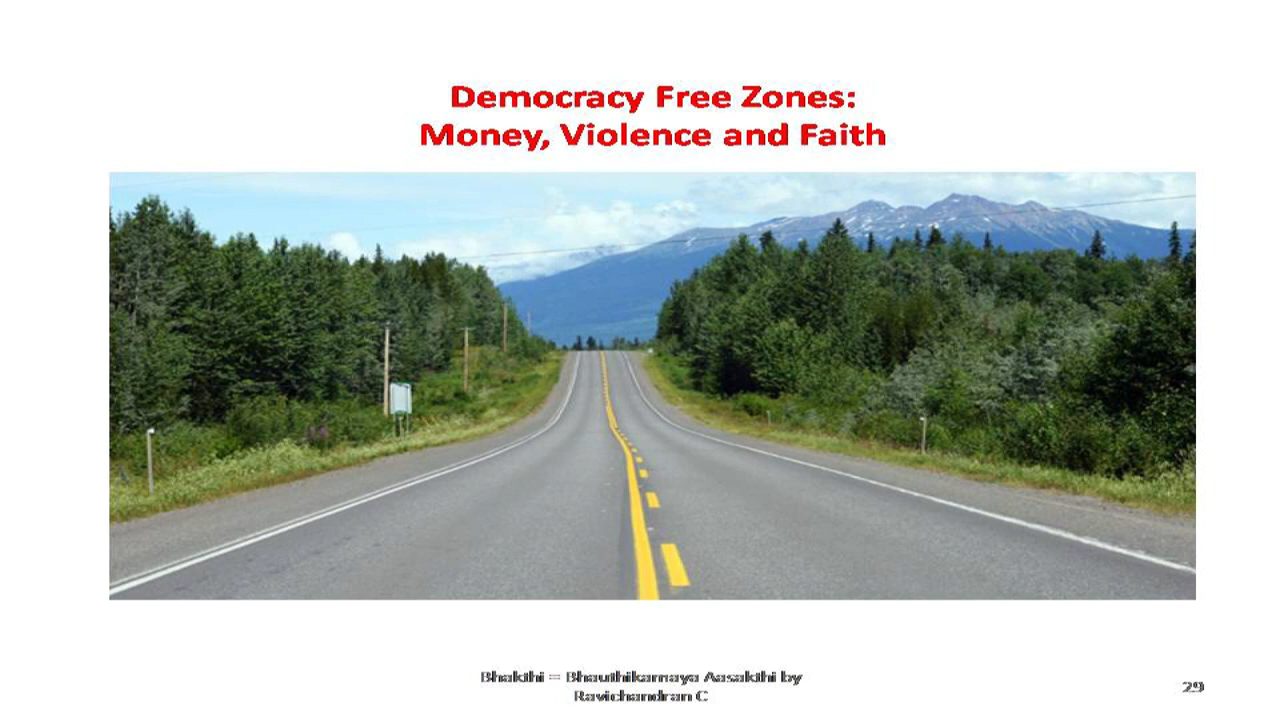 Democracy Free Zones:
Money, Violence and Faith
Bhakthi = Bhauthikamaya Aasakthi by
Ravichandran C
29